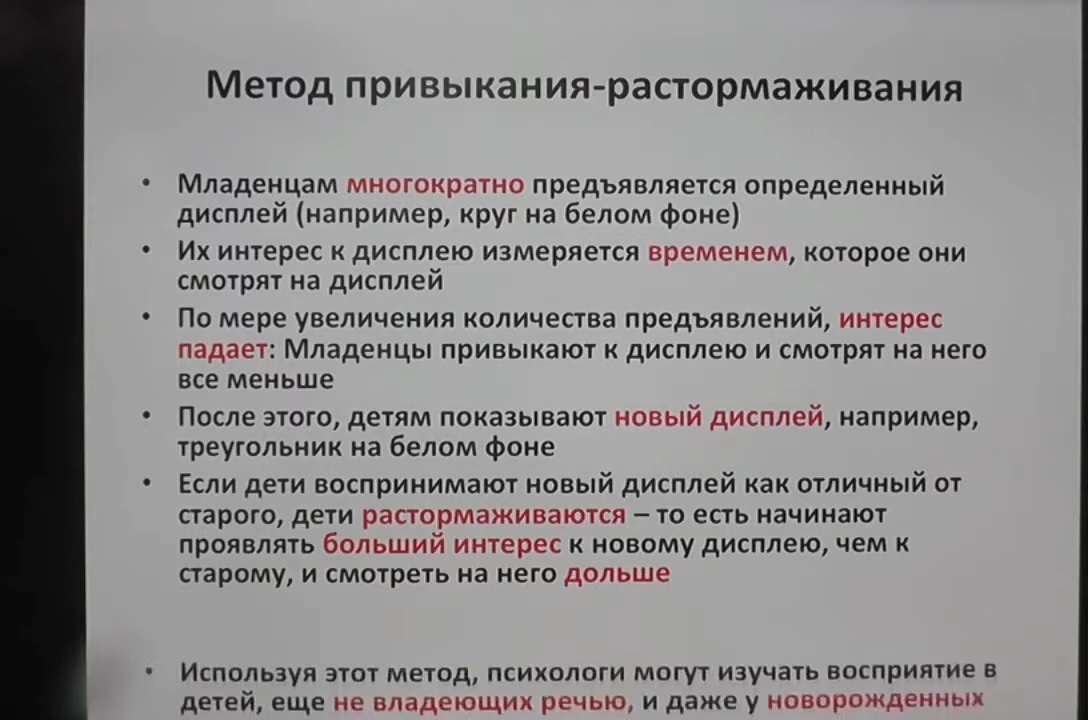 Метод привыкания-растормаживания
• Младенцам многократно предъявляется определенный
дисплей (например, круг на белом фоне)
• Их интерес к дисплею измеряется временем, которое они
смотрят на дисплей
• По мере увеличения количества предъявлений, интерес
падает: Младенцы привыкают к дисплею и смотрят на него
все меньше
• После этого, детям показывают новый дисплей, например,
треугольник на белом фоне
• Если дети воспринимают новый дисплей как отличный от
старого, дети растормаживаются – то есть начинают
проявлять больший интерес к новому дисплею, чем к
старому, и смотреть на него дольше
• Используя этот метод, психологи могут изучать восприятие в
детей, еще не владеющих речью, и даже у новорожденных